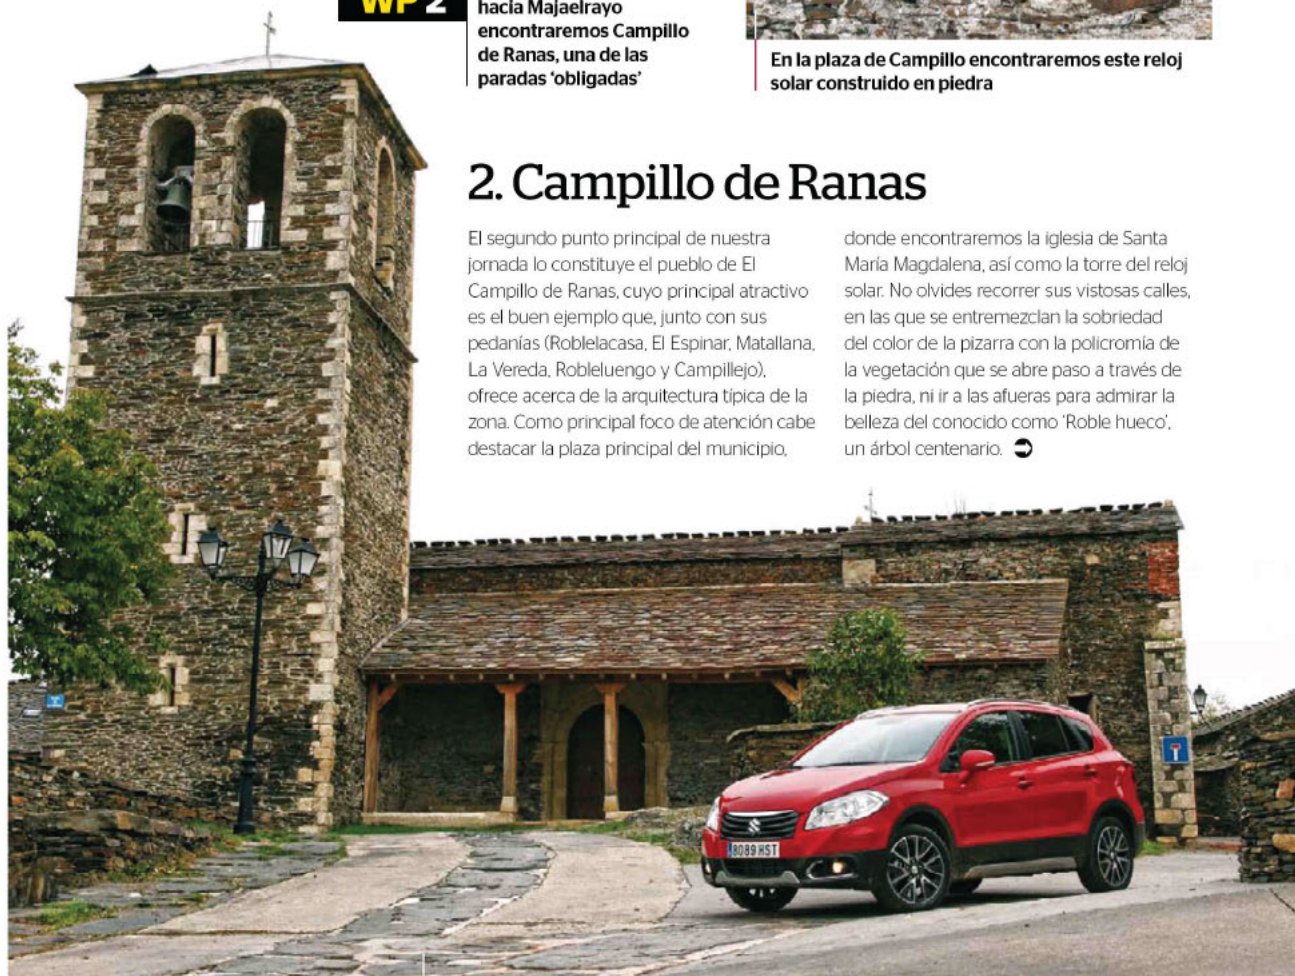 WP 2
hacia Majaelrayo
encontraremos Campillo
de Ranas, una de las
paradas ‘obligadas’
En la plaza de Campillo encontraremos este reloj
solar construido en piedra
2. Campillo de Ranas
El segundo punto principal de nuestra
jornada lo constituye el pueblo de El
Campillo de Ranas, cuyo principal atractivo
es el buen ejemplo que, junto con sus
pedanías (Roblelacasa, El Espinar, Matallana,
La Vereda, Robleluengo y Campillejo),
ofrece acerca de la arquitectura típica de la
zona. Como principal foco de atención cabe
destacar la plaza principal del municipio,
donde encontraremos la iglesia de Santa
María Magdalena, así como la torre del reloj
solar. No olvides recorrer sus vistosas calles,
en las que se entremezclan la sobriedad
del color de la pizarra con la policromía de
la vegetación que se abre paso a través de
la piedra, ni ir a las afueras para admirar la
belleza del conocido como ‘Roble hueco’,
un árbol centenario.
8089 HST